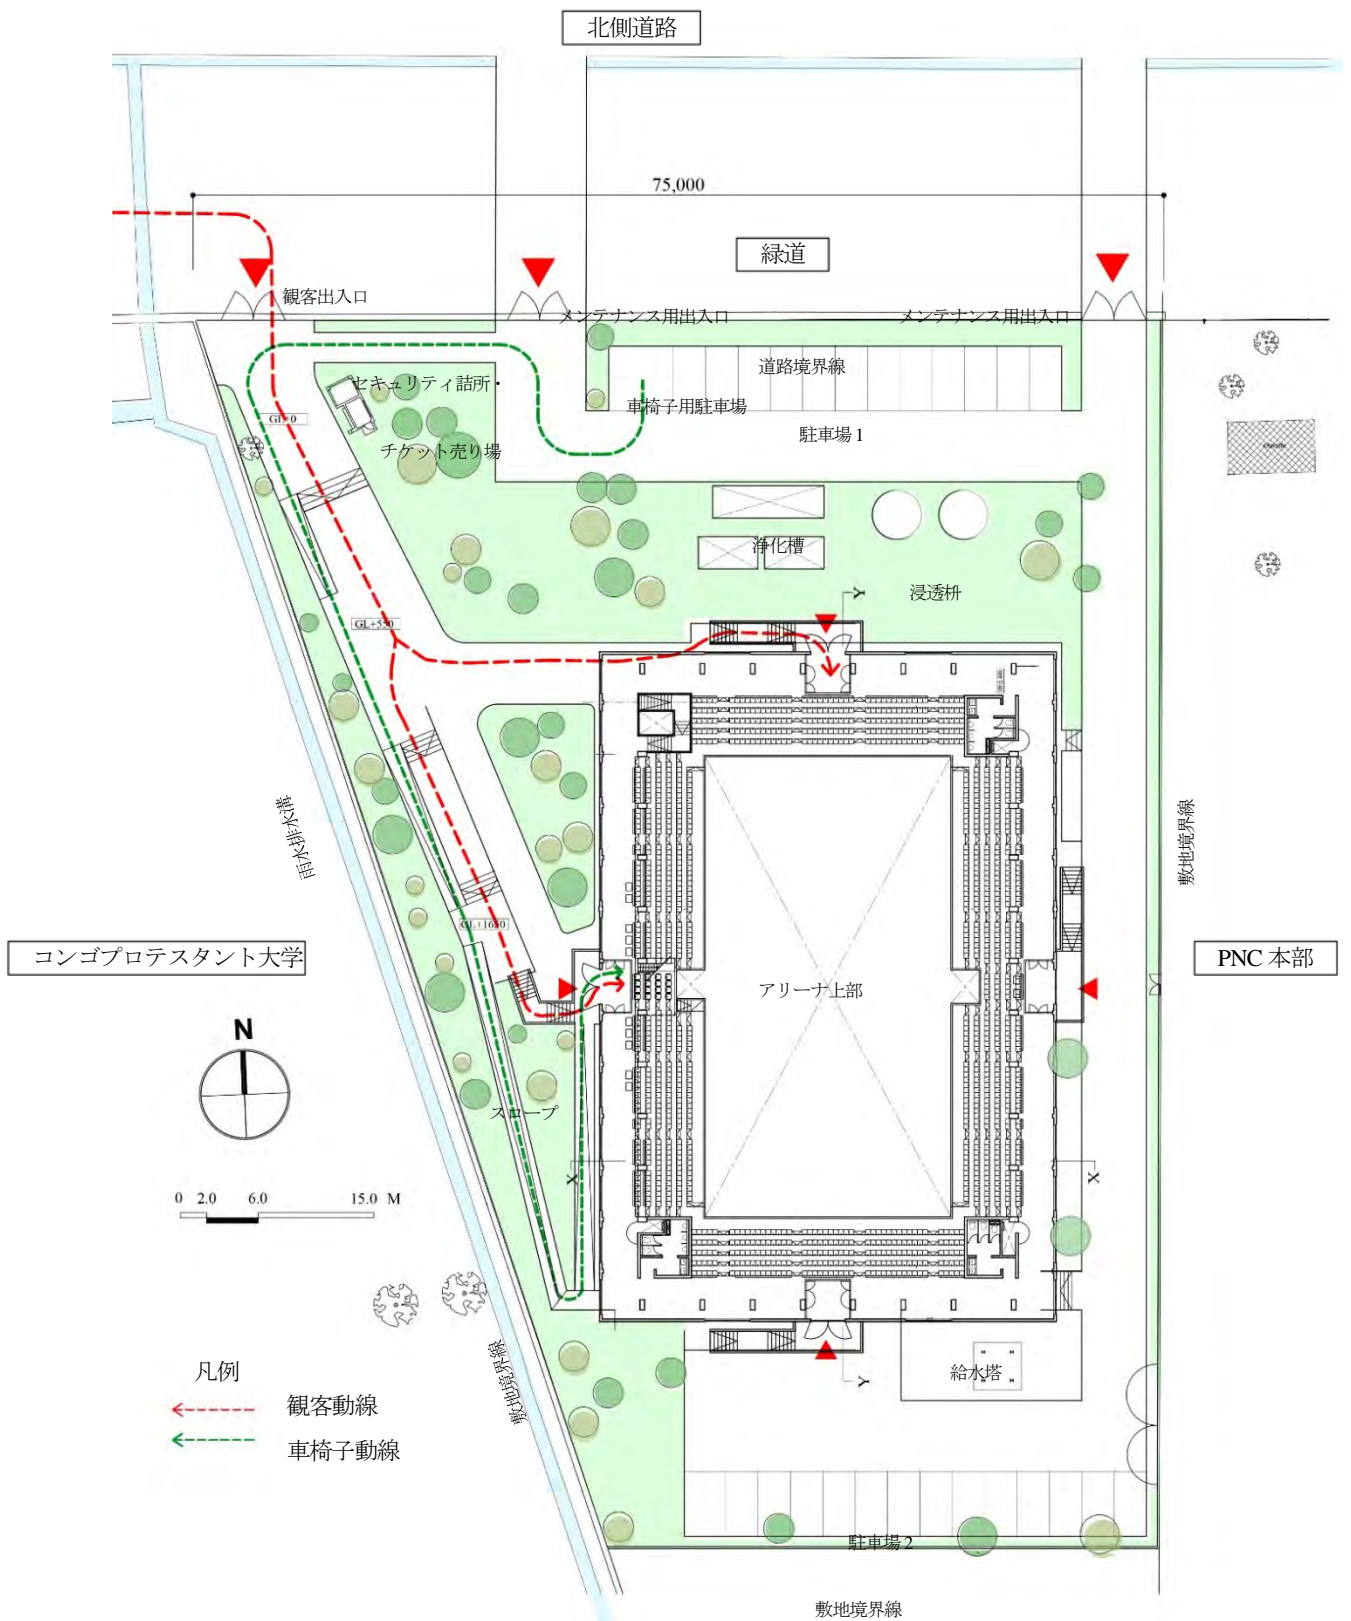 北側道路
75,000
緑道
観客出入口
メンテナンス用出入口
メンテナンス用出入口
道路境界線
セキュリティ詰所・
車椅子用駐車場
GL±0
駐車場 1
チケット売り場
浄化槽
浸透枡
Y
GL+550
雨水排水溝
敷地境界線
GL+1650
コンゴプロテスタント大学
PNC 本部
アリーナ上部
N
スロープ
X
X
0 2.0 6.0 15.0 M
敷地境界線
凡例
給水塔
Y
観客動線
車椅子動線
駐車場 2
敷地境界線